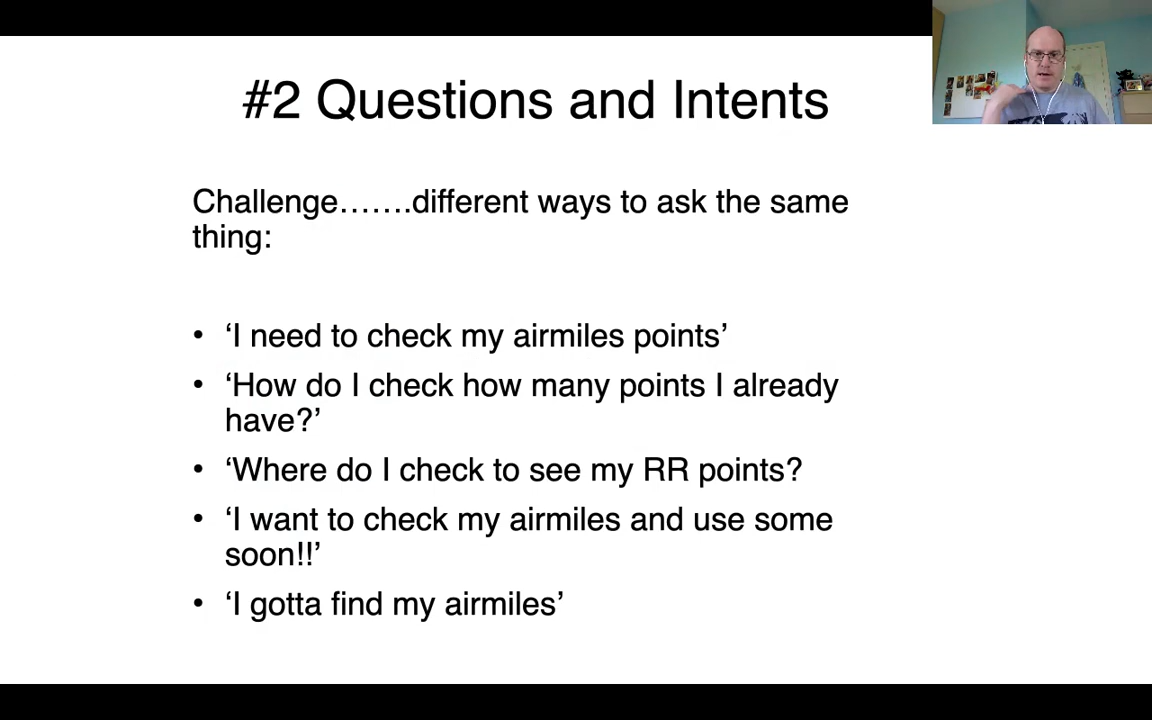 #2 Questions and Intents
Challenge…….different ways to ask the same
thing:
• ‘I need to check my airmiles points’
• ‘How do I check how many points I already
have?’
• ‘Where do I check to see my RR points?
• ‘I want to check my airmiles and use some
soon!!’
• ‘I gotta find my airmiles’